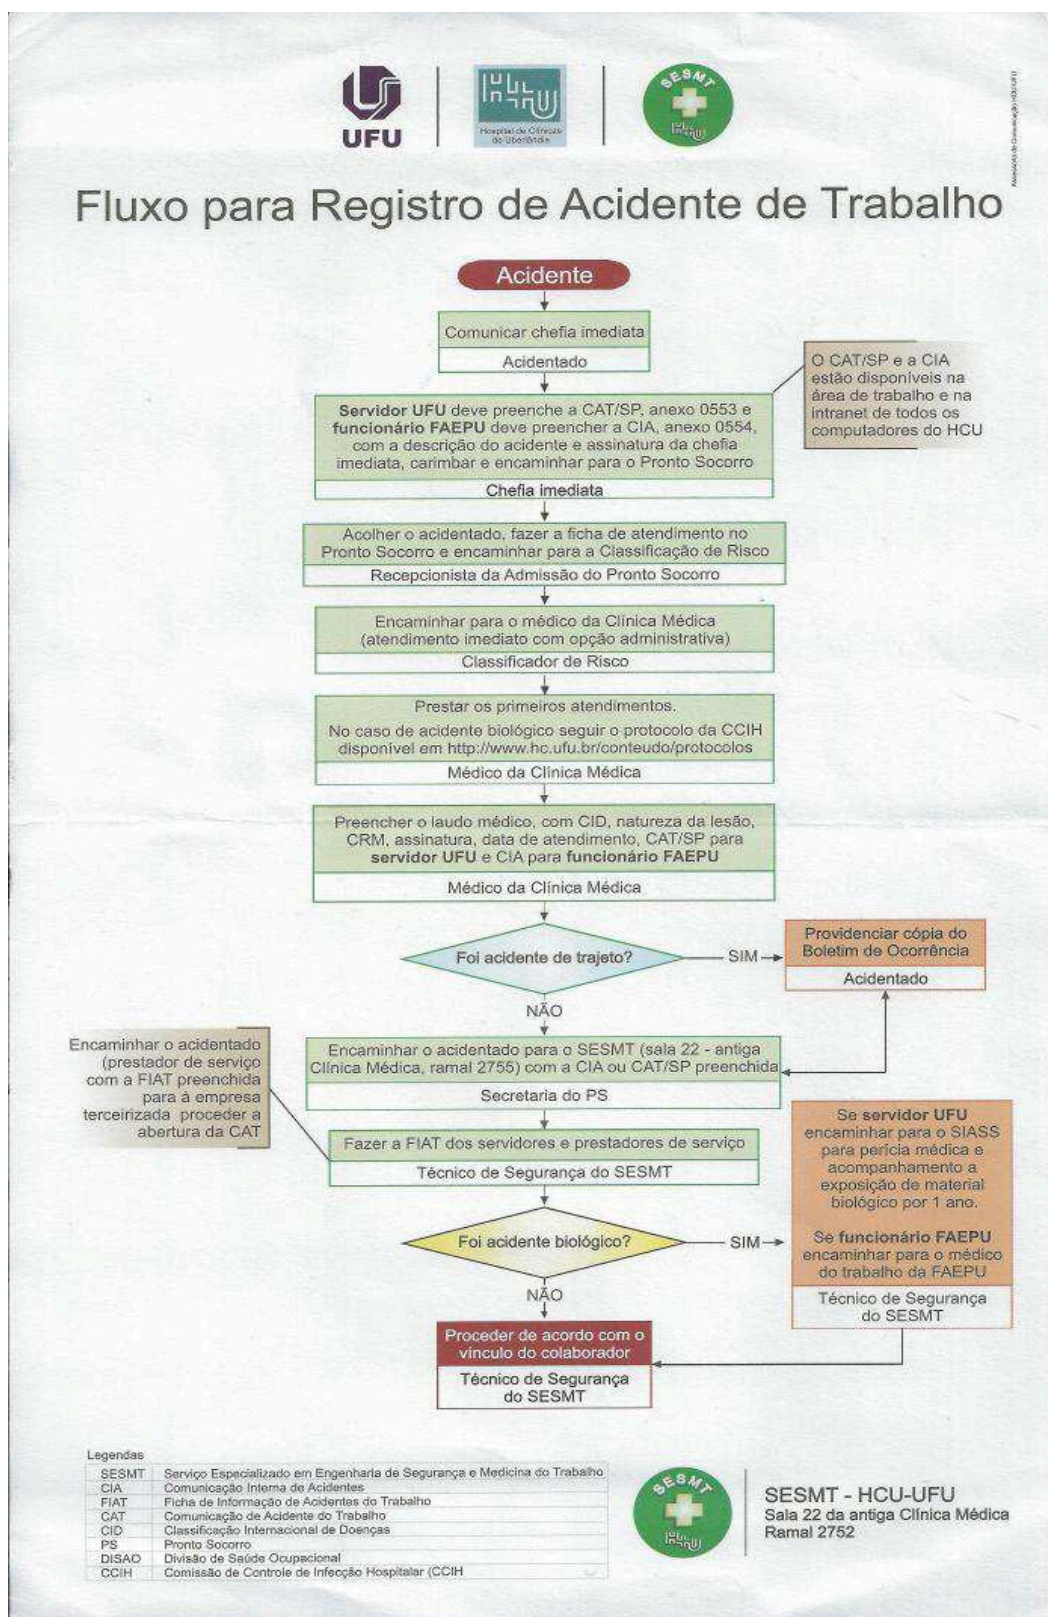 UFU
HCU
Hospital de Clínicas
de Uberlândia
SESMT
HCU
Assessoria de Comunicação HCU-UFU
Fluxo para Registro de Acidente de Trabalho
Acidente
Comunicar chefia imediata
Acidentado
O CAT/SP e a CIA
estão disponíveis na
área de trabalho e na
intranet de todos os
computadores do HCU
Servidor UFU deve preenche a CAT/SP, anexo 0553 e
funcionário FAEPU deve preencher a CIA, anexo 0554,
com a descrição do acidente e assinatura da chefia
imediata, carimbar e encaminhar para o Pronto Socorro
Chefia imediata
Acolher o acidentado, fazer a ficha de atendimento no
Pronto Socorro e encaminhar para a Classificação de Risco
Recepcionista da Admissão do Pronto Socorro
Encaminhar para o médico da Clínica Médica
(atendimento imediato com opção administrativa)
Classificador de Risco
Prestar os primeiros atendimentos.
No caso de acidente biológico seguir o protocolo da CCIH
disponível em http://www.hc.ufu.br/conteudo/protocolos
Médico da Clínica Médica
Preencher o laudo médico, com CID, natureza da lesão,
CRM, assinatura, data de atendimento, CAT/SP para
servidor UFU e CIA para funcionário FAEPU
Médico da Clínica Médica
Foi acidente de trajeto?
SIM
Providenciar cópia do
Boletim de Ocorrência
Acidentado
NÃO
Encaminhar o acidentado
(prestador de serviço
com a FIAT preenchida
para à empresa
terceirizada proceder a
abertura da CAT
Encaminhar o acidentado para o SESMT (sala 22 - antiga
Clínica Médica, ramal 2755) com a CIA ou CAT/SP preenchida
Secretaria do PS
Fazer a FIAT dos servidores e prestadores de serviço
Técnico de Segurança do SESMT
Foi acidente biológico?
SIM
Se servidor UFU
encaminhar para o SIASS
para perícia médica e
acompanhamento a
exposição de material
biológico por 1 ano.
Se funcionário FAEPU
encaminhar para o médico
do trabalho da FAEPU
Técnico de Segurança
do SESMT
NÃO
Proceder de acordo com o
vinculo do colaborador
Técnico de Segurança
do SESMT
Legendas
SESMT Serviço Especializado em Engenharia de Segurança e Medicina do Trabalho
CIA Comunicação Interna de Acidentes
FIAT Ficha de Informação de Acidentes do Trabalho
CAT Comunicação de Acidente do Trabalho
CID Classificação Internacional de Doenças
PS Pronto Socorro
DISAO Divisão de Saúde Ocupacional
CCIH Comissão de Controle de Infecção Hospitalar (CCIH
SESMT
HCU
SESMT - HCU-UFU
Sala 22 da antiga Clínica Médica
Ramal 2752